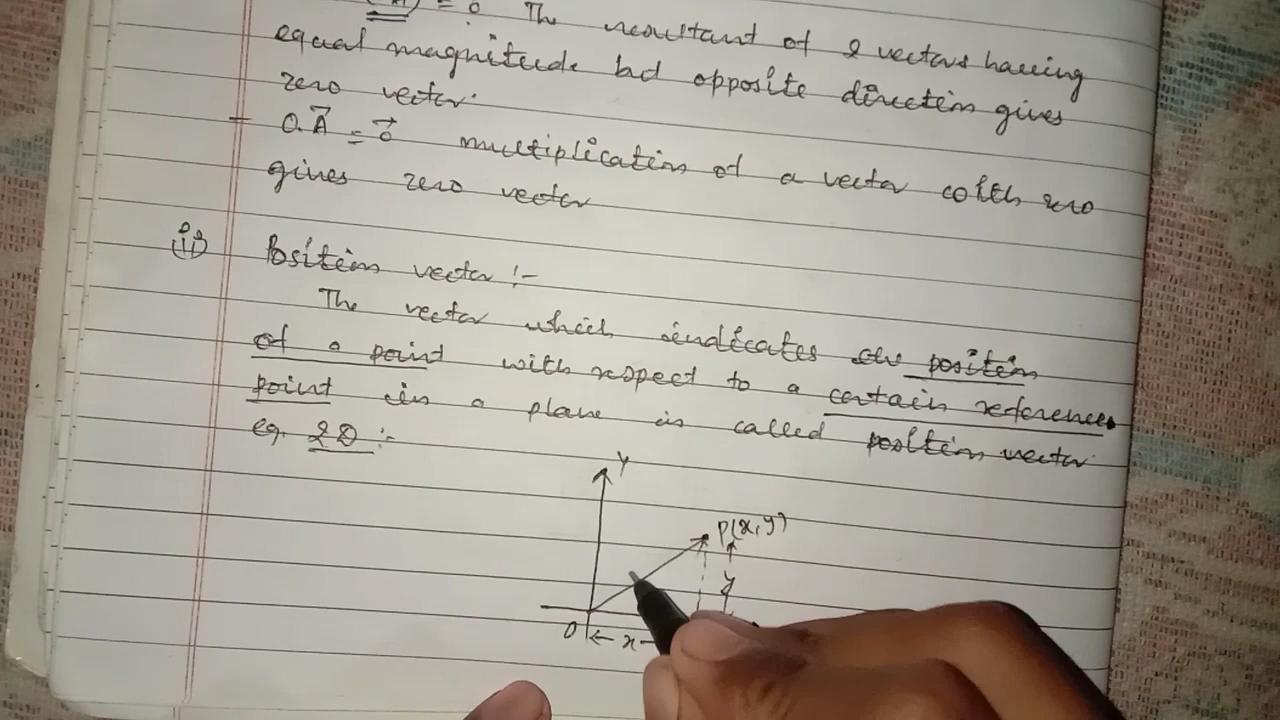 = 0 The resultant of 2 vectors having
equal magnitude bd opposite direction gives
zero vector.
- 0.A⃗ = 0⃗ multiplication of a vector with zero
gives zero vector
(ii) Position vector :-
The vector which indicates the position
of a point with respect to a certain reference
point in a plane is called position vector.
eg. 2D :-
Y
P(x,y)
y
O
x